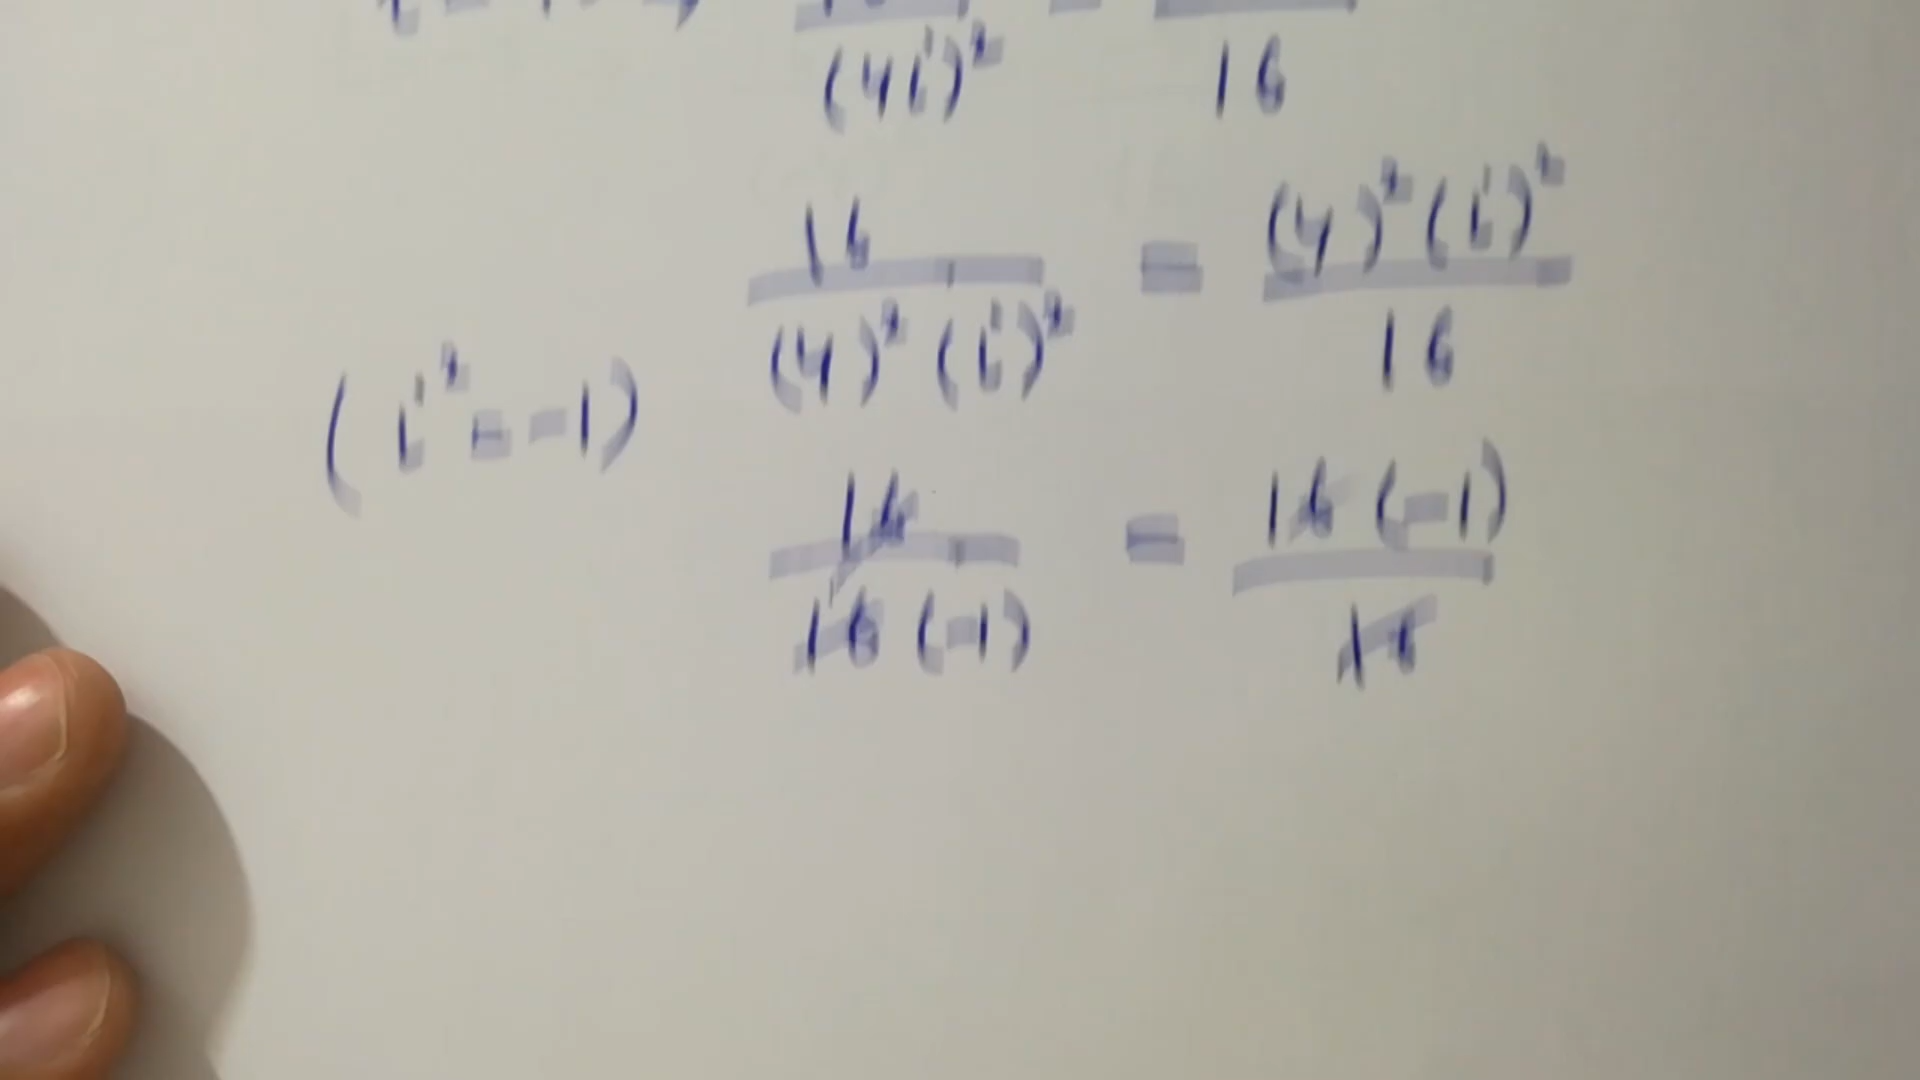 (4i)² 16
16 / (4)² (i)² = (4)² (i)² / 16
(i² = -1)
16 / 16 (-1) = 16 (-1) / 16